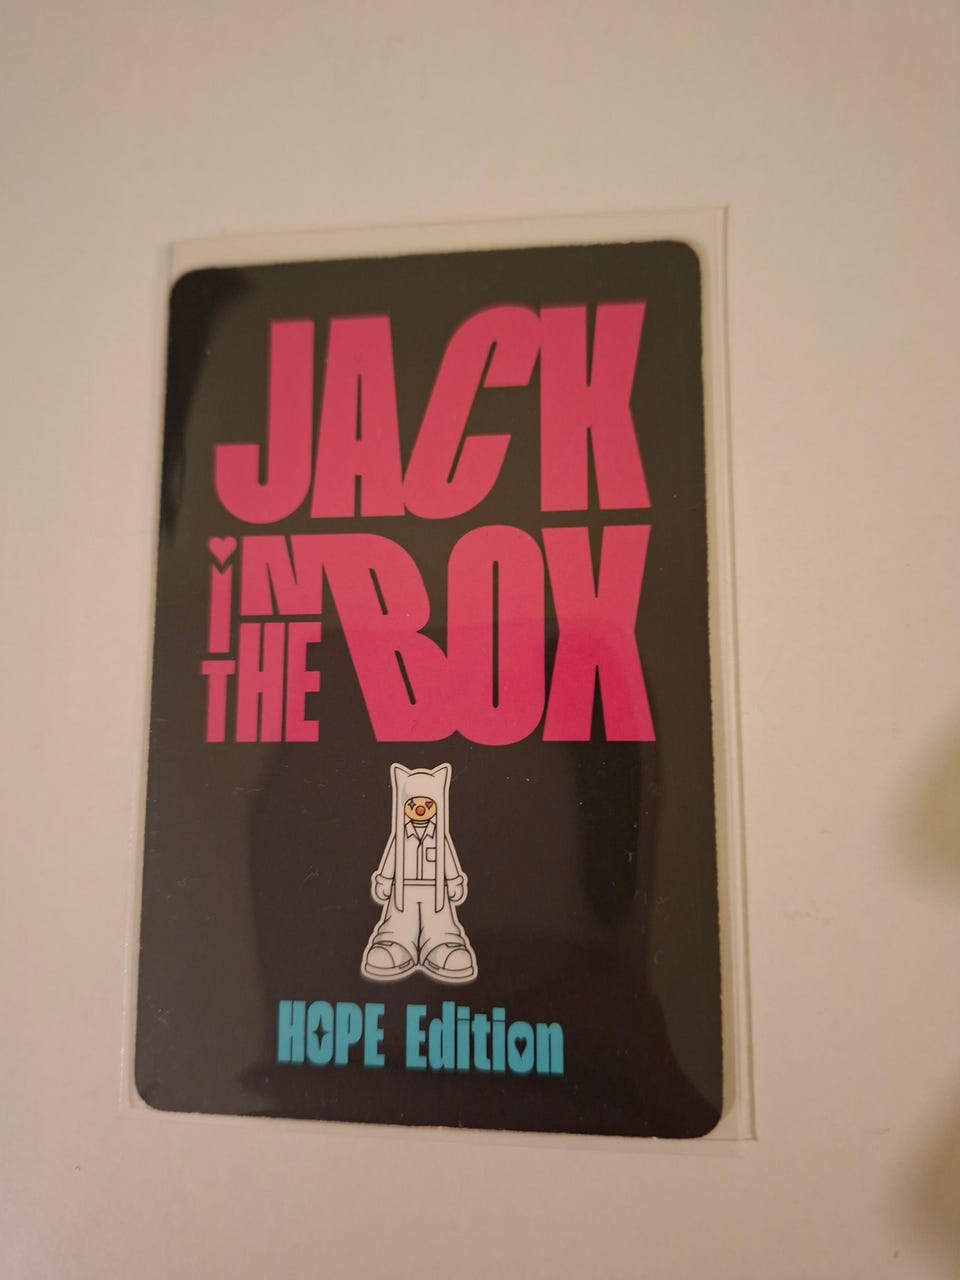 JACK
iN
THE BOX
HOPE Edition